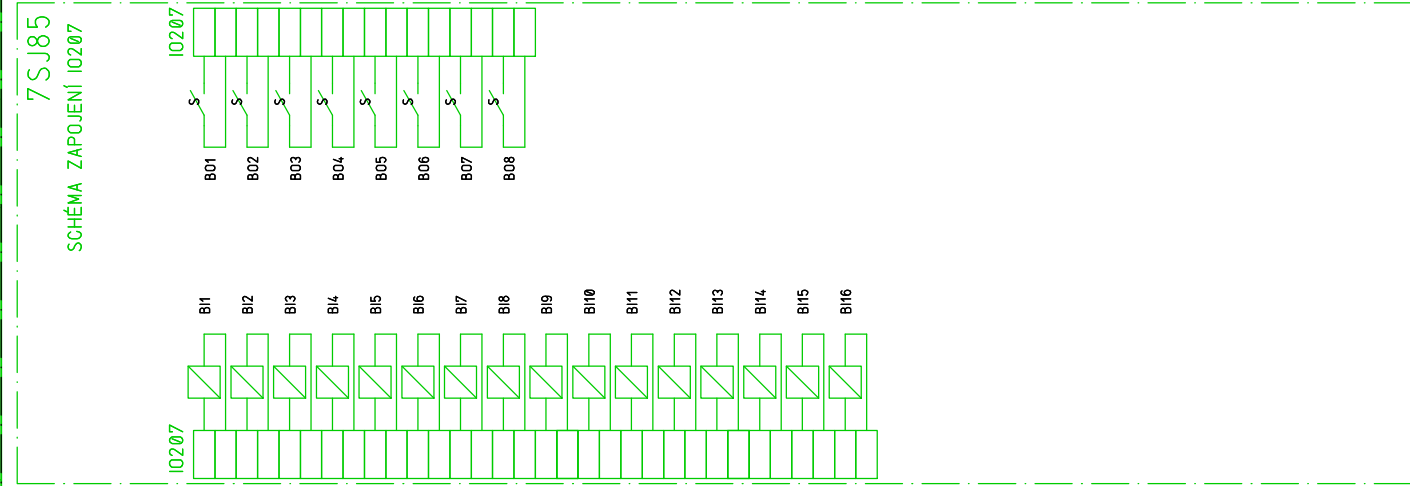 7SJ85
SCHÉMA ZAPOJENÍ IO207
IO207
S S S S S S S S
BO1 BO2 BO3 BO4 BO5 BO6 BO7 BO8
BI1 BI2 BI3 BI4 BI5 BI6 BI7 BI8 BI9 BI10 BI11 BI12 BI13 BI14 BI15 BI16
IO207